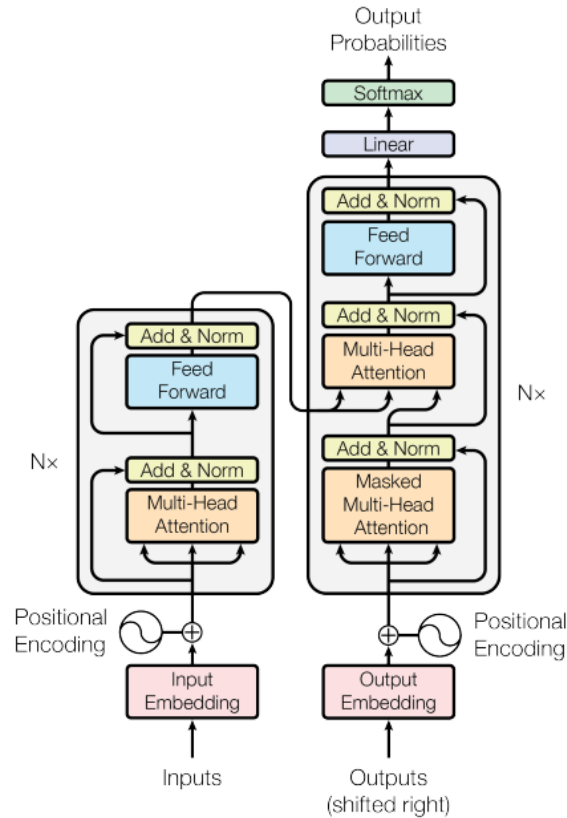 Output
Probabilities
Softmax
Linear
Add & Norm
Feed
Forward
Add & Norm
Multi-Head
Attention
Add & Norm
Masked
Multi-Head
Attention
N×
Add & Norm
Feed
Forward
Add & Norm
Multi-Head
Attention
N×
Positional
Encoding
Positional
Encoding
Input
Embedding
Output
Embedding
Inputs
Outputs
(shifted right)